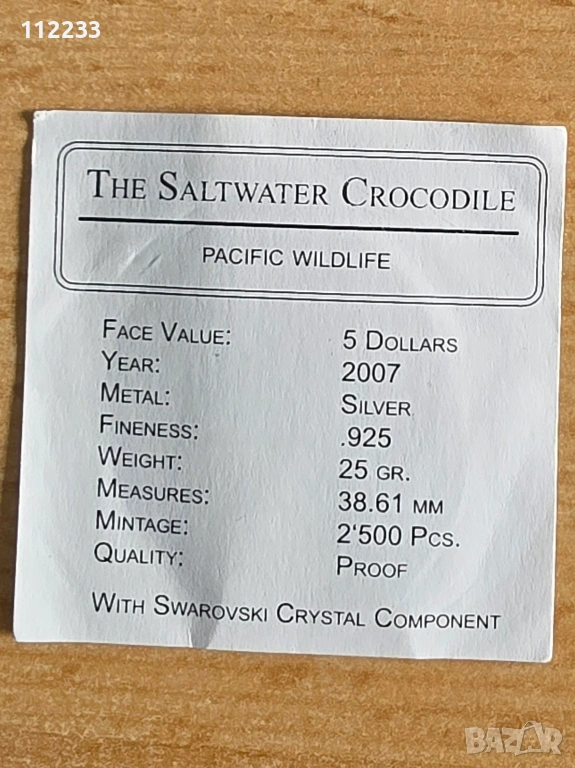 112233
THE SALTWATER CROCODILE
PACIFIC WILDLIFE
FACE VALUE: 5 DOLLARS
YEAR: 2007
METAL: SILVER
FINENESS: .925
WEIGHT: 25 GR.
MEASURES: 38.61 MM
MINTAGE: 2'500 PCS.
QUALITY: PROOF
WITH SWAROVSKI CRYSTAL COMPONENT
BAZAR